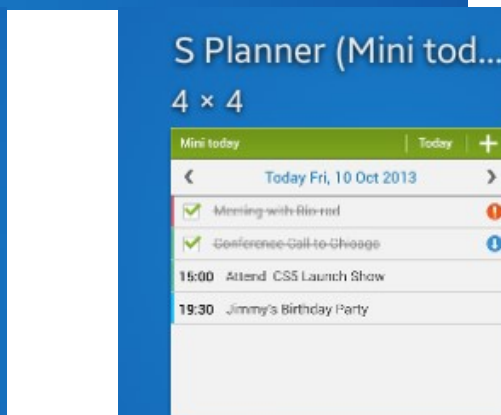 S Planner (Mini tod...
4 × 4
Mini today Today +
Today Fri, 10 Oct 2013
Meeting with
Conference Call to Chicago
15:00 Attend CS5 Launch Show
19:30 Jimmy's Birthday Party